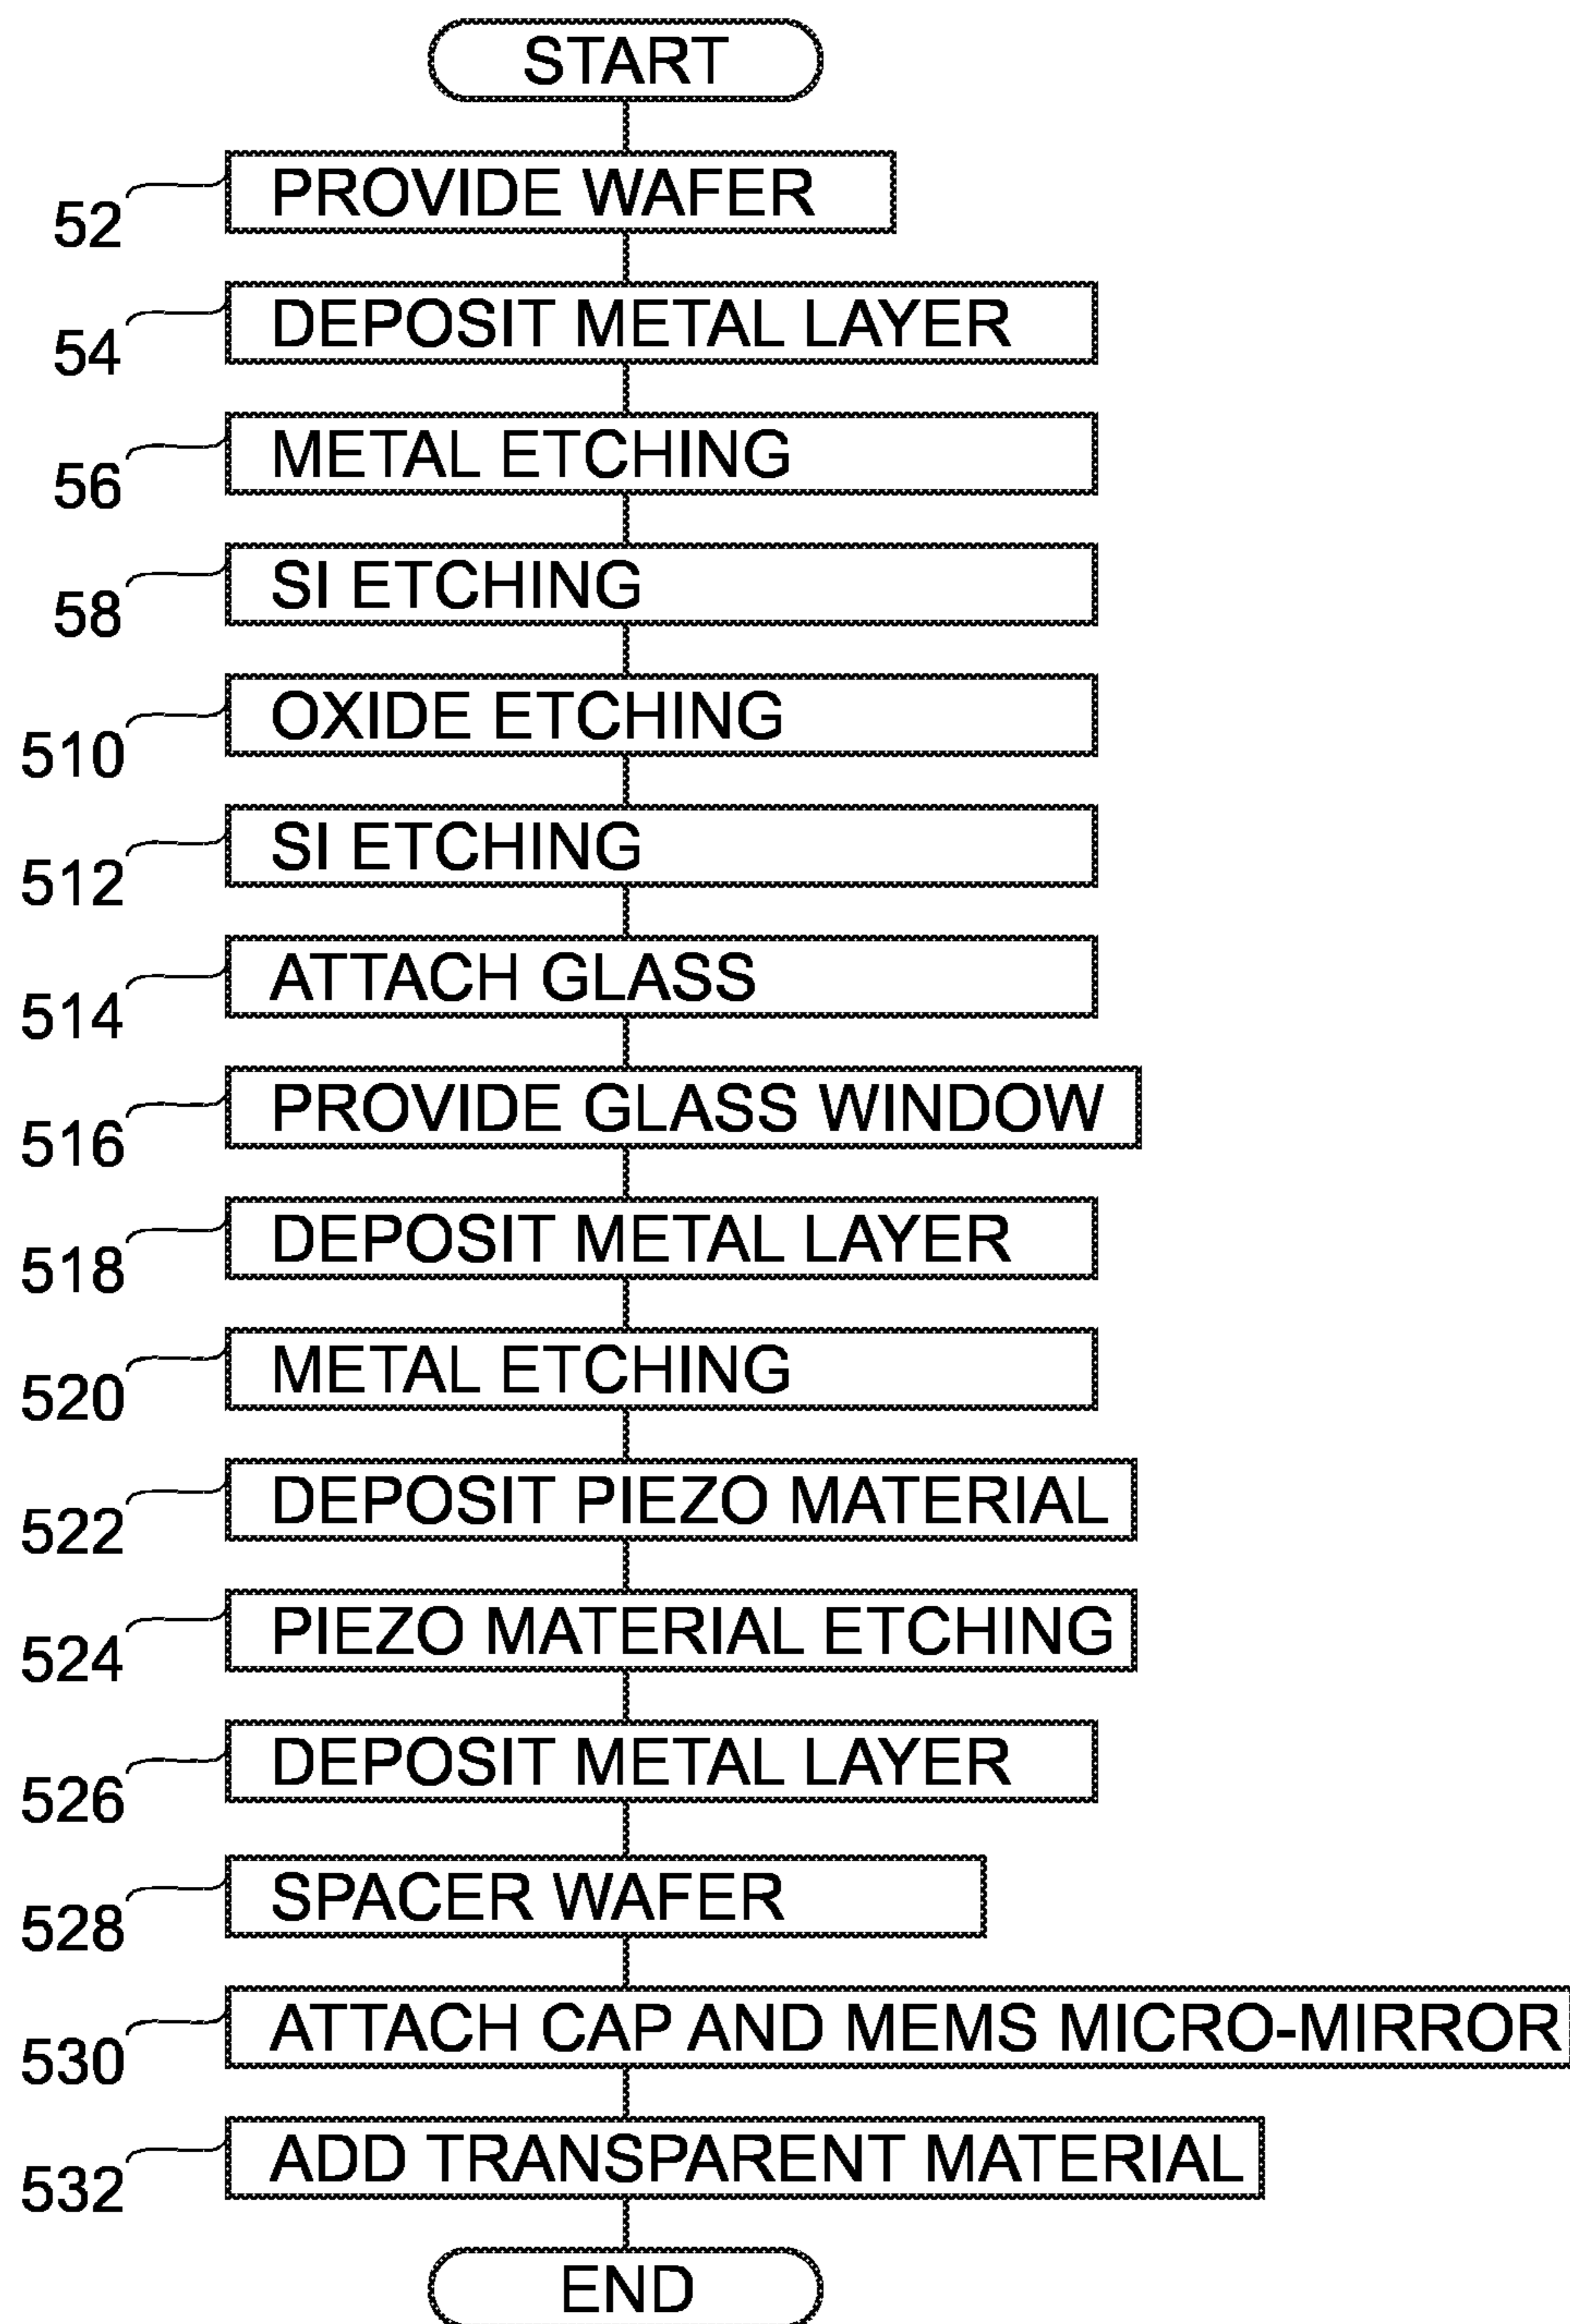 START
52 PROVIDE WAFER
54 DEPOSIT METAL LAYER
56 METAL ETCHING
58 SI ETCHING
510 OXIDE ETCHING
512 SI ETCHING
514 ATTACH GLASS
516 PROVIDE GLASS WINDOW
518 DEPOSIT METAL LAYER
520 METAL ETCHING
522 DEPOSIT PIEZO MATERIAL
524 PIEZO MATERIAL ETCHING
526 DEPOSIT METAL LAYER
528 SPACER WAFER
530 ATTACH CAP AND MEMS MICRO-MIRROR
532 ADD TRANSPARENT MATERIAL
END